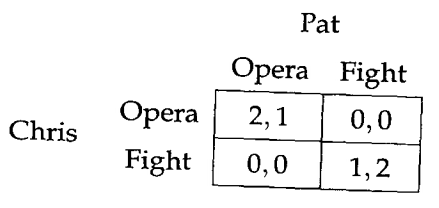 Pat
Opera Fight
Opera 2, 1 0, 0
Chris
Fight 0, 0 1, 2